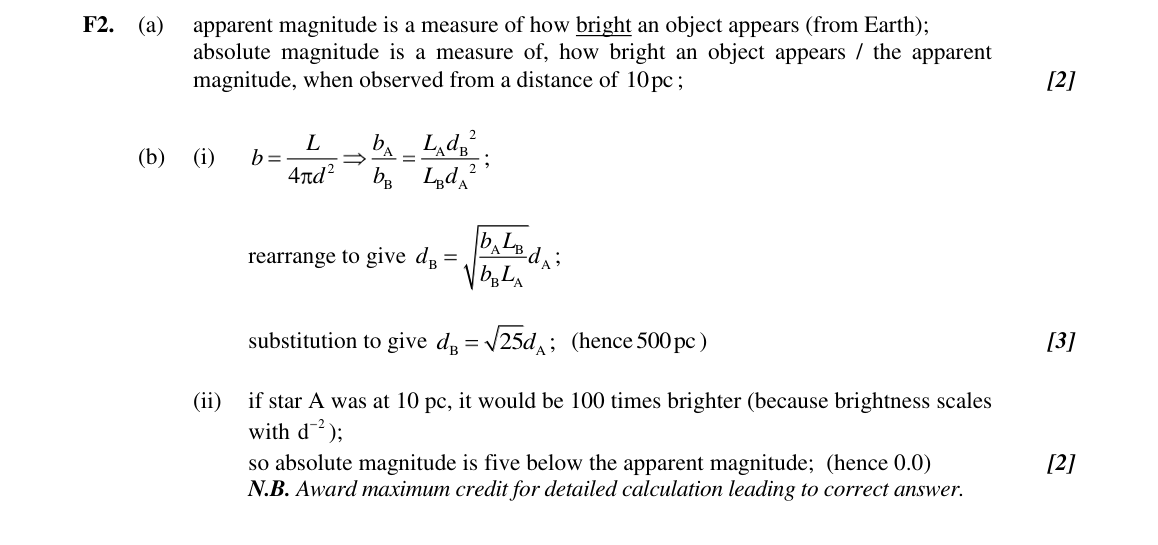 F2. (a) apparent magnitude is a measure of how bright an object appears (from Earth);
absolute magnitude is a measure of, how bright an object appears / the apparent
magnitude, when observed from a distance of 10 pc ; [2]
(b) (i) b = L / 4πd² ⇒ b_A / b_B = L_A d_B² / L_B d_A² ;
rearrange to give d_B = √(b_A L_B / b_B L_A) d_A ;
substitution to give d_B = √25 d_A ; (hence 500 pc ) [3]
(ii) if star A was at 10 pc, it would be 100 times brighter (because brightness scales
with d⁻² );
so absolute magnitude is five below the apparent magnitude; (hence 0.0) [2]
N.B. Award maximum credit for detailed calculation leading to correct answer.